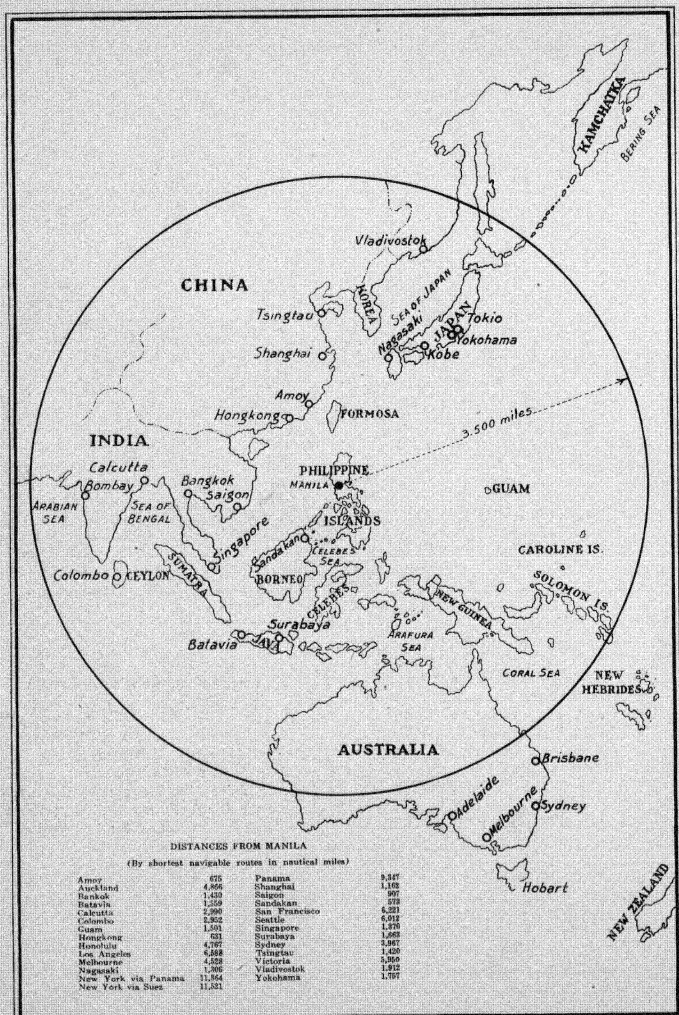 KAMCHATKA
BERING SEA
Vladivostok
CHINA
SEA OF JAPAN
KOREA
Tsingtau
JAPAN
Tokio
Yokohama
Nagasaki
Kobe
Shanghai
Amoy
Hongkong
FORMOSA
3.500 miles
INDIA
Calcutta
Bombay
PHILIPPINE
MANILA
ISLANDS
GUAM
Bangkok
Saigon
ARABIAN
SEA
SEA OF
BENGAL
Singapore
Sandakan
CELEBES
SEA
CAROLINE IS.
Colombo
CEYLON
SUMATRA
BORNEO
CELEBES
NEW GUINEA
SOLOMON IS.
Surabaya
Batavia
JAVA
ARAFURA
SEA
CORAL SEA
NEW
HEBRIDES
AUSTRALIA
Brisbane
Adelaide
Melbourne
Sydney
Hobart
NEW ZEALAND
DISTANCES FROM MANILA
(By shortest navigable routes in nautical miles)
Amoy 675 Panama 9,347
Auckland 4,866 Shanghai 1,162
Bankok 1,430 Saigon 907
Batavia 1,559 Sandakan 573
Calcutta 2,990 San Francisco 6,221
Colombo 2,952 Seattle 6,012
Guam 1,501 Singapore 1,370
Hongkong 631 Surabaya 1,662
Honolulu 4,767 Sydney 3,967
Los Angeles 6,588 Tsingtau 1,420
Melbourne 4,528 Victoria 5,950
Nagasaki 1,306 Vladivostok 1,912
New York via Panama 11,364 Yokohama 1,757
New York via Suez 11,521